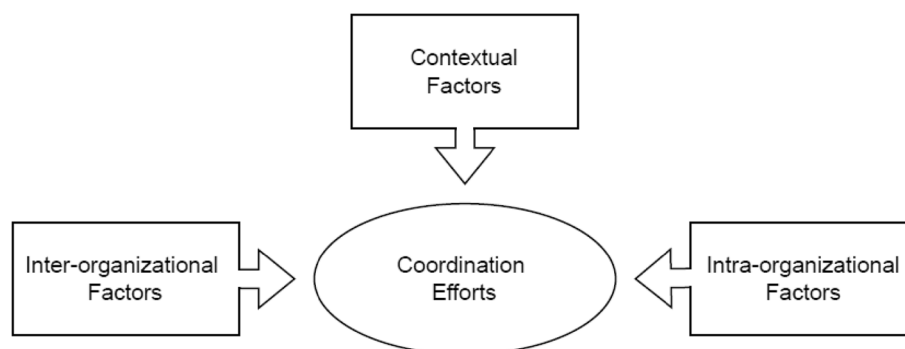 Contextual
Factors
Inter-organizational
Factors
Coordination
Efforts
Intra-organizational
Factors